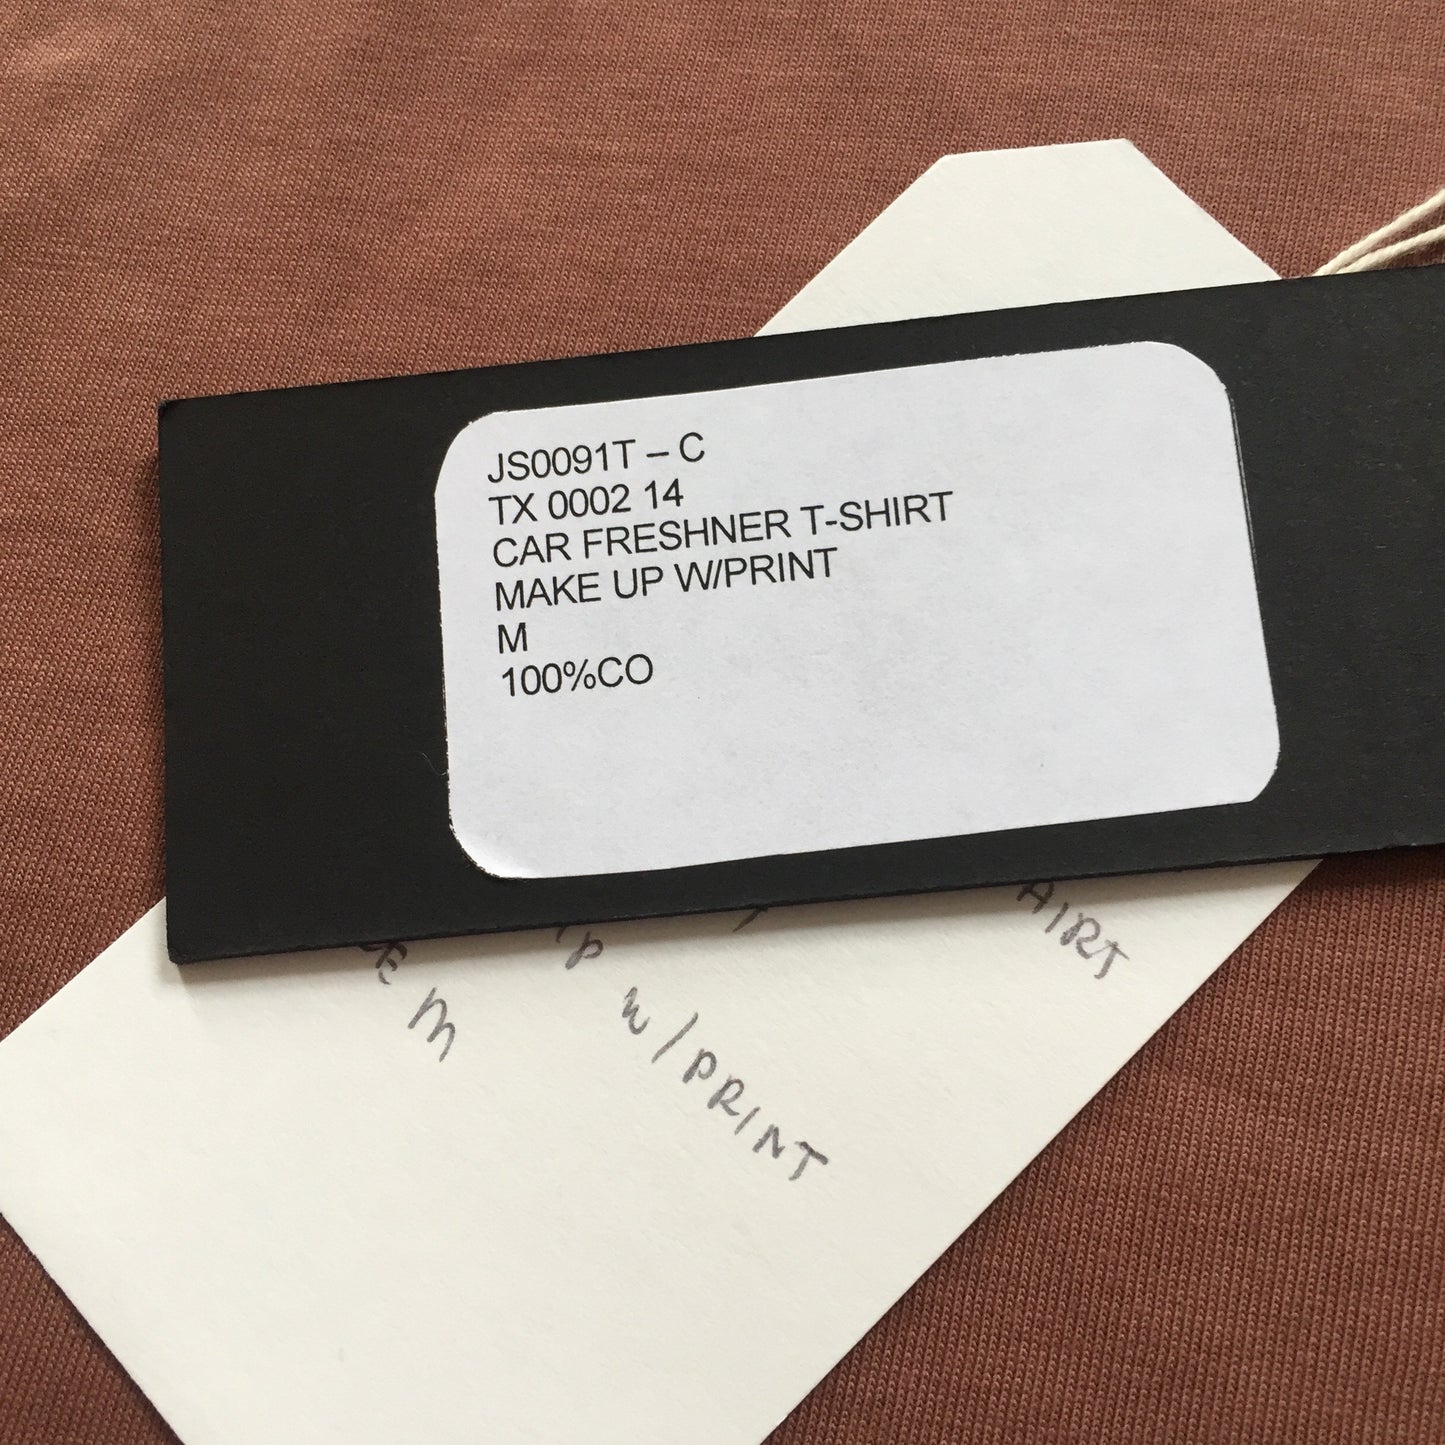 JS0091T – C
TX 0002 14
CAR FRESHNER T-SHIRT
MAKE UP W/PRINT
M
100%CO
W/PRINT
M